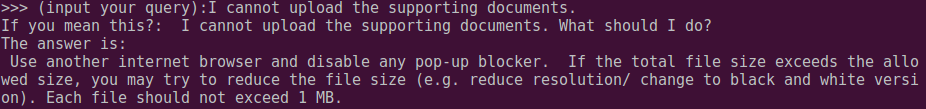 >>> (input your query):I cannot upload the supporting documents.
If you mean this?:  I cannot upload the supporting documents. What should I do?
The answer is:
 Use another internet browser and disable any pop-up blocker.  If the total file size exceeds the allo
wed size, you may try to reduce the file size (e.g. reduce resolution/ change to black and white versi
on). Each file should not exceed 1 MB.